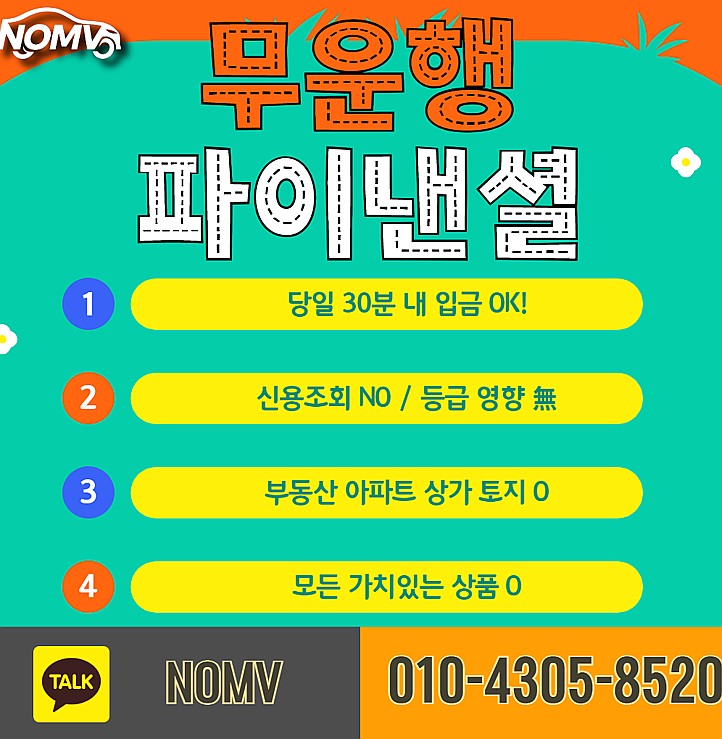 NOMV
무운행
파이낸셜
1 당일 30분 내 입금 OK!
2 신용조회 NO / 등급 영향 無
3 부동산 아파트 상가 토지 O
4 모든 가치있는 상품 O
TALK NOMV 010-4305-8520